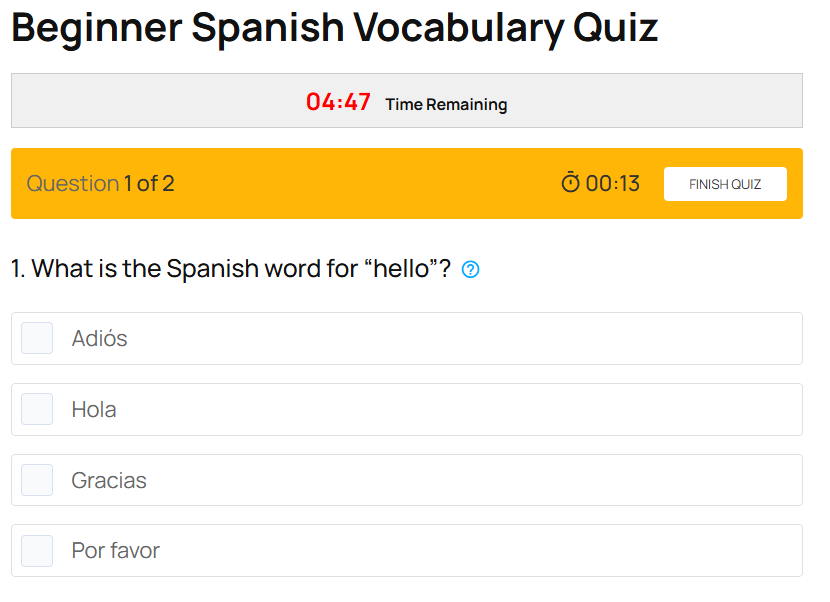 Beginner Spanish Vocabulary Quiz
04:47 Time Remaining
Question 1 of 2 00:13 FINISH QUIZ
1. What is the Spanish word for “hello”? ?
Adiós
Hola
Gracias
Por favor